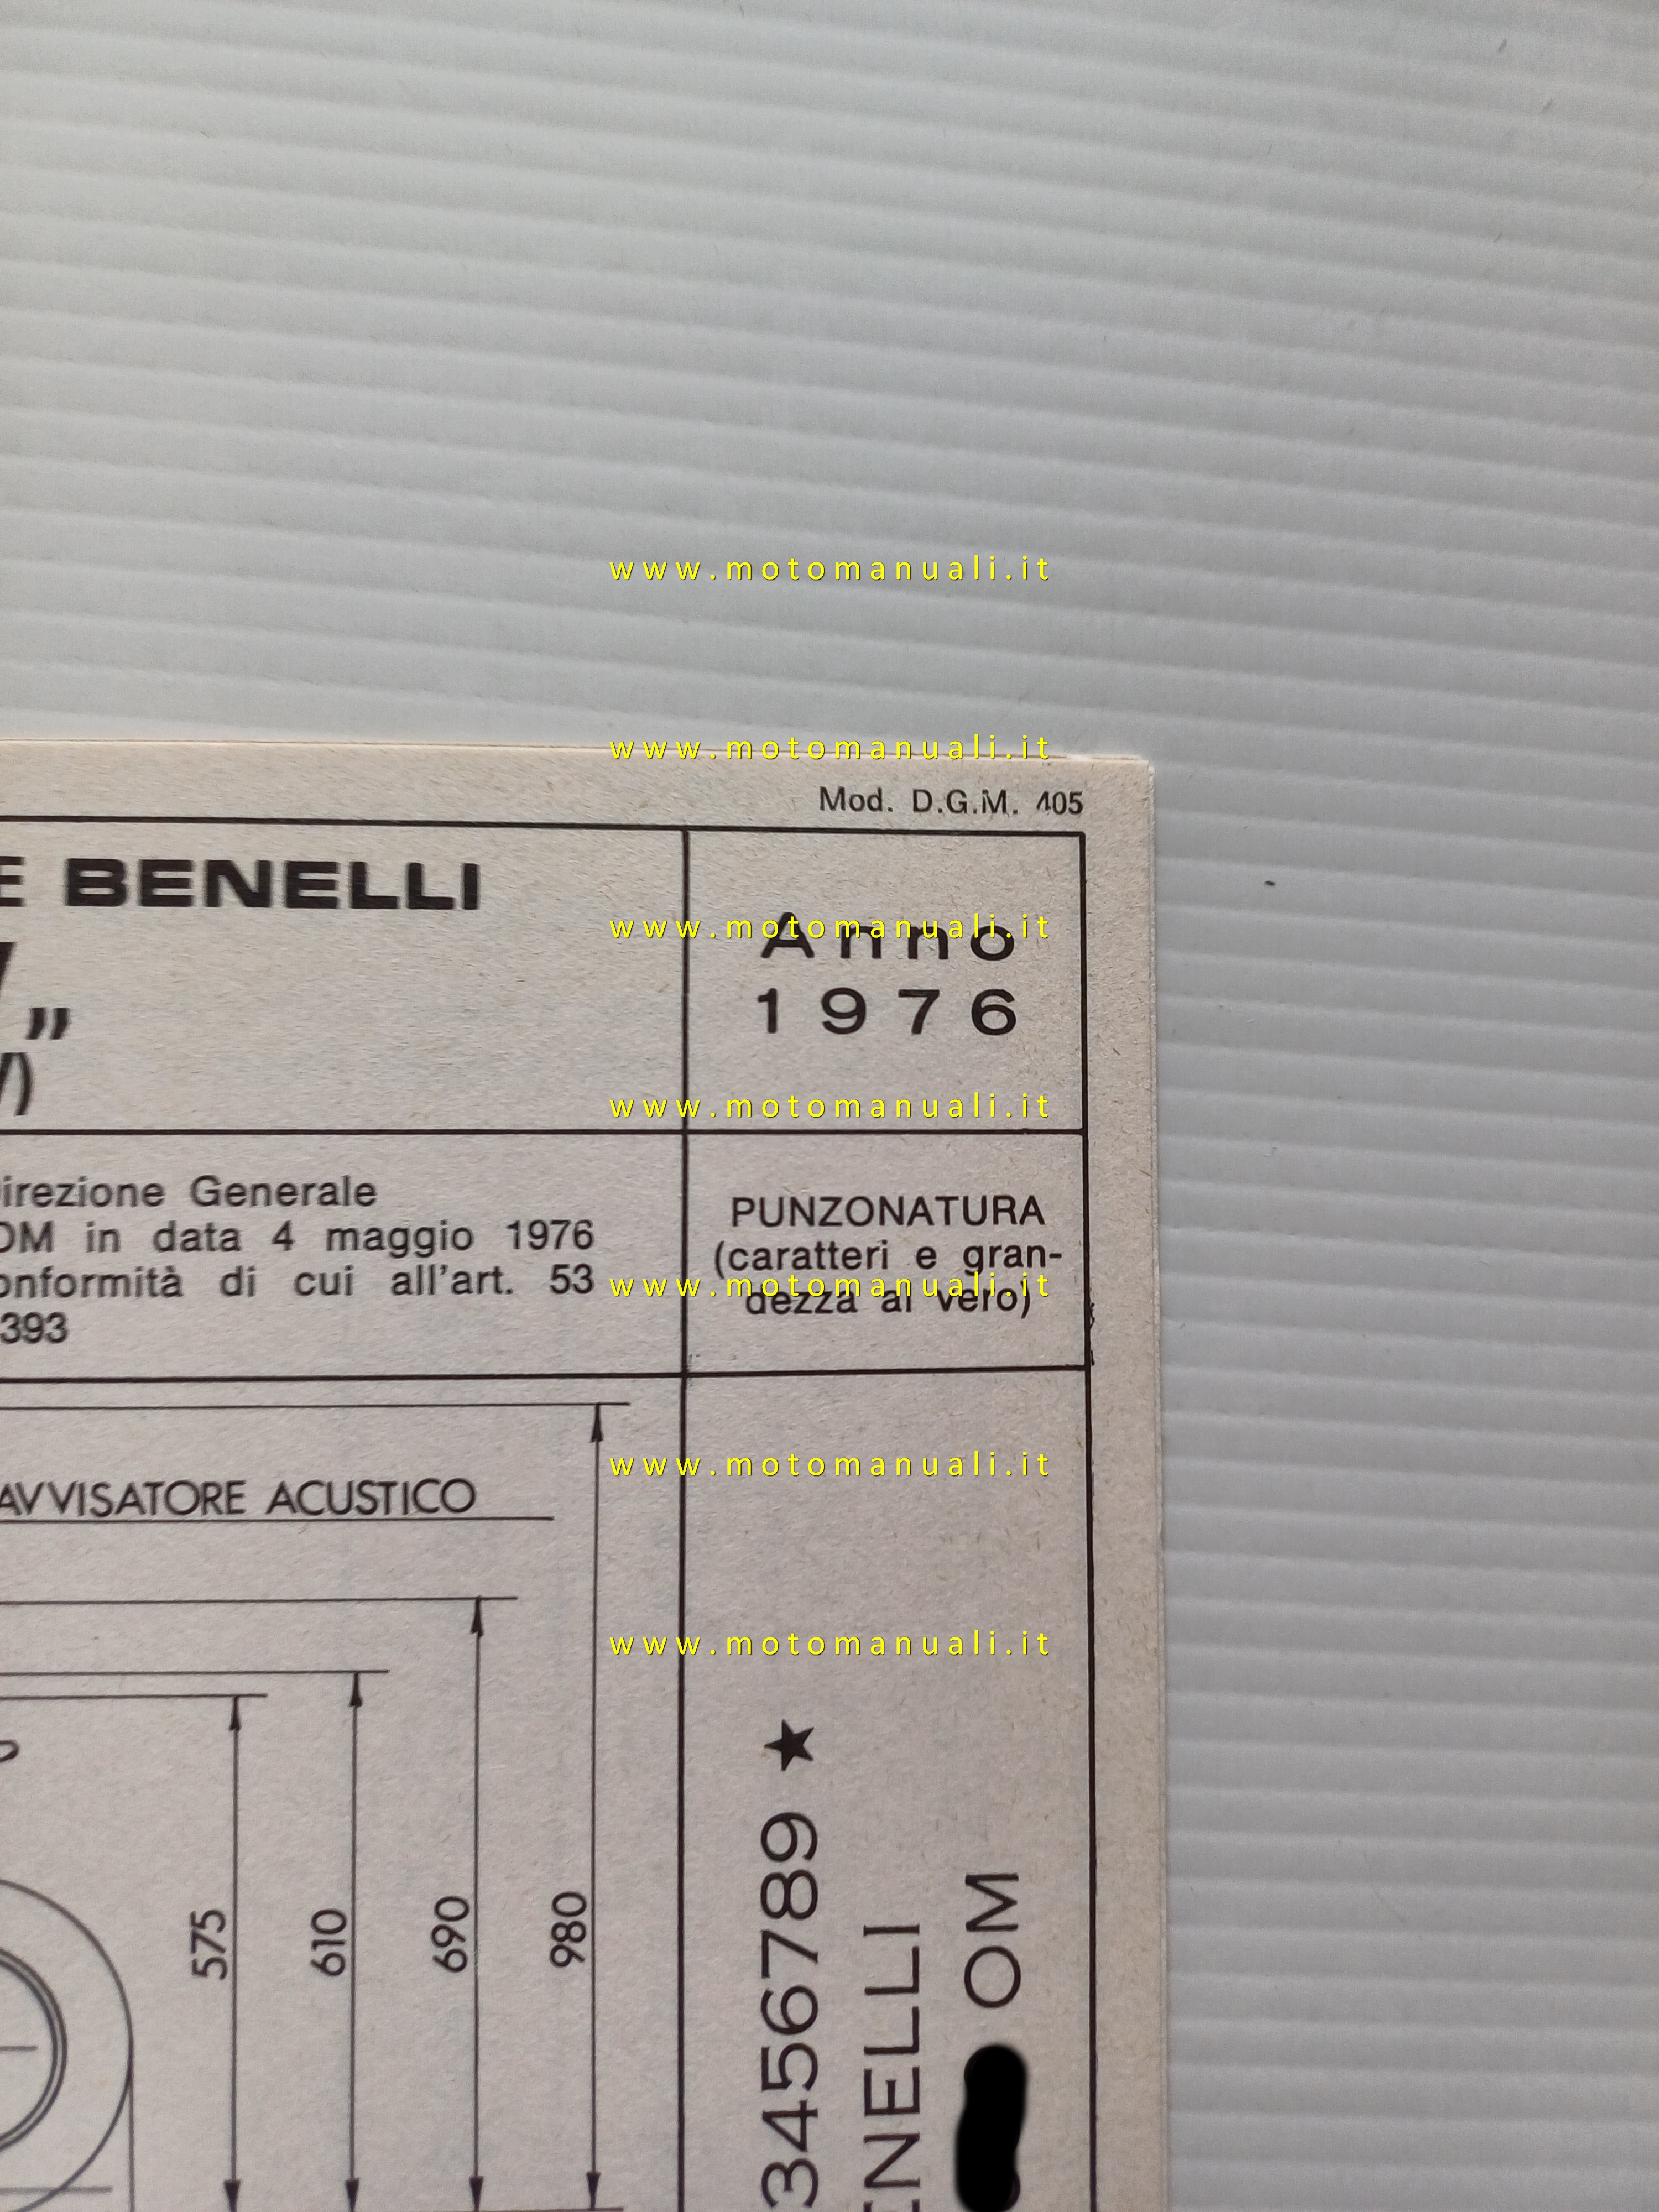 www.motomanuali.it
www.motomanuali.it
Mod. D.G.M. 405
E BENELLI
www.motomanuali.it
Anno
1976
„
)
www.motomanuali.it
irezione Generale
OM in data 4 maggio 1976
onformità di cui all'art. 53
393
PUNZONATURA
(caratteri e gran-
dezza al vero)
www.motomanuali.it
www.motomanuali.it
AVVISATORE ACUSTICO
www.motomanuali.it
575
610
690
980
3456789 ★
ENELLI
OM